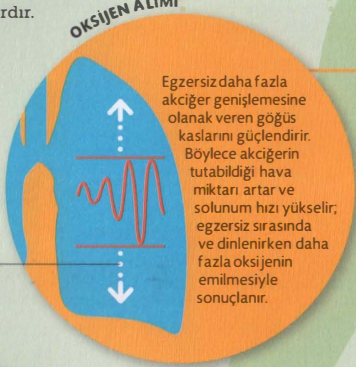 rdır.
OKSİJEN ALIMI
Egzersiz daha fazla
akciğer genişlemesine
olanak veren göğüs
kaslarını güçlendirir.
Böylece akciğerin
tutabildiği hava
miktarı artar ve
solunum hızı yükselir;
egzersiz sırasında
ve dinlenirken daha
fazla oksijenin
emilmesiyle
sonuçlanır.